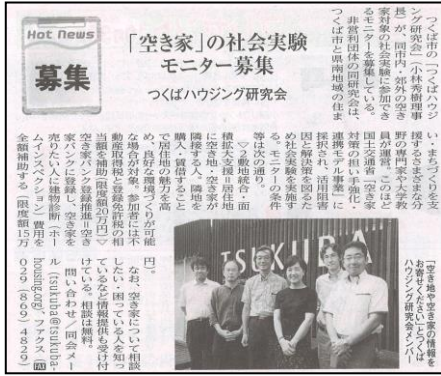 Hot News
募集
「空き家」の社会実験
モニター募集
つくばハウジング研究会
つくば市の「つくばハウジ
ング研究会」(小林秀樹理事
長)が、同市内・郊外の空き
家対象の社会実験に参加でき
るモニターを募集している。
非営利団体の同研究会は、
つくば市と県南地域の住ま
い・まちづくりを支
援するさまざまな分
野の専門家や大学教
員が運営。このほど
国土交通省「空き家
対策の担い手強化・
連携モデル事業」に
採択され、活用阻害
因と解決策を図るた
め社会実験を実施す
る。モニターの条件
等は次の通り。
▽2敷地統合・面
積拡大支援=居住地
に空き地・空き家が
隣接する人。隣地を
購入・賃借すること
で居住地の魅力を高
め、良好な環境づくりが可能
な場合が対象。参加者には不
動産取得税と登録免許税の相
当額を補助(限度額20万円)▽
空き家バンク登録推進=空き
家バンクに登録し、空き家を
売りたい人に建物診断(ホー
ムインスペクション)費用を
全額補助する(限度額15万
円)。
なお、空き家について相談
したい・困っている人を知っ
ているなど情報提供も受け付
けている。相談は無料。
問い合わせ/同会メー
ル(tsukuba@tsukuba-
housing.org)、ファクス(
029/869)4829)
TSUKUBA
「空き地や空き家の情報を
お寄せください」とつくば
ハウジング研究会メンバー